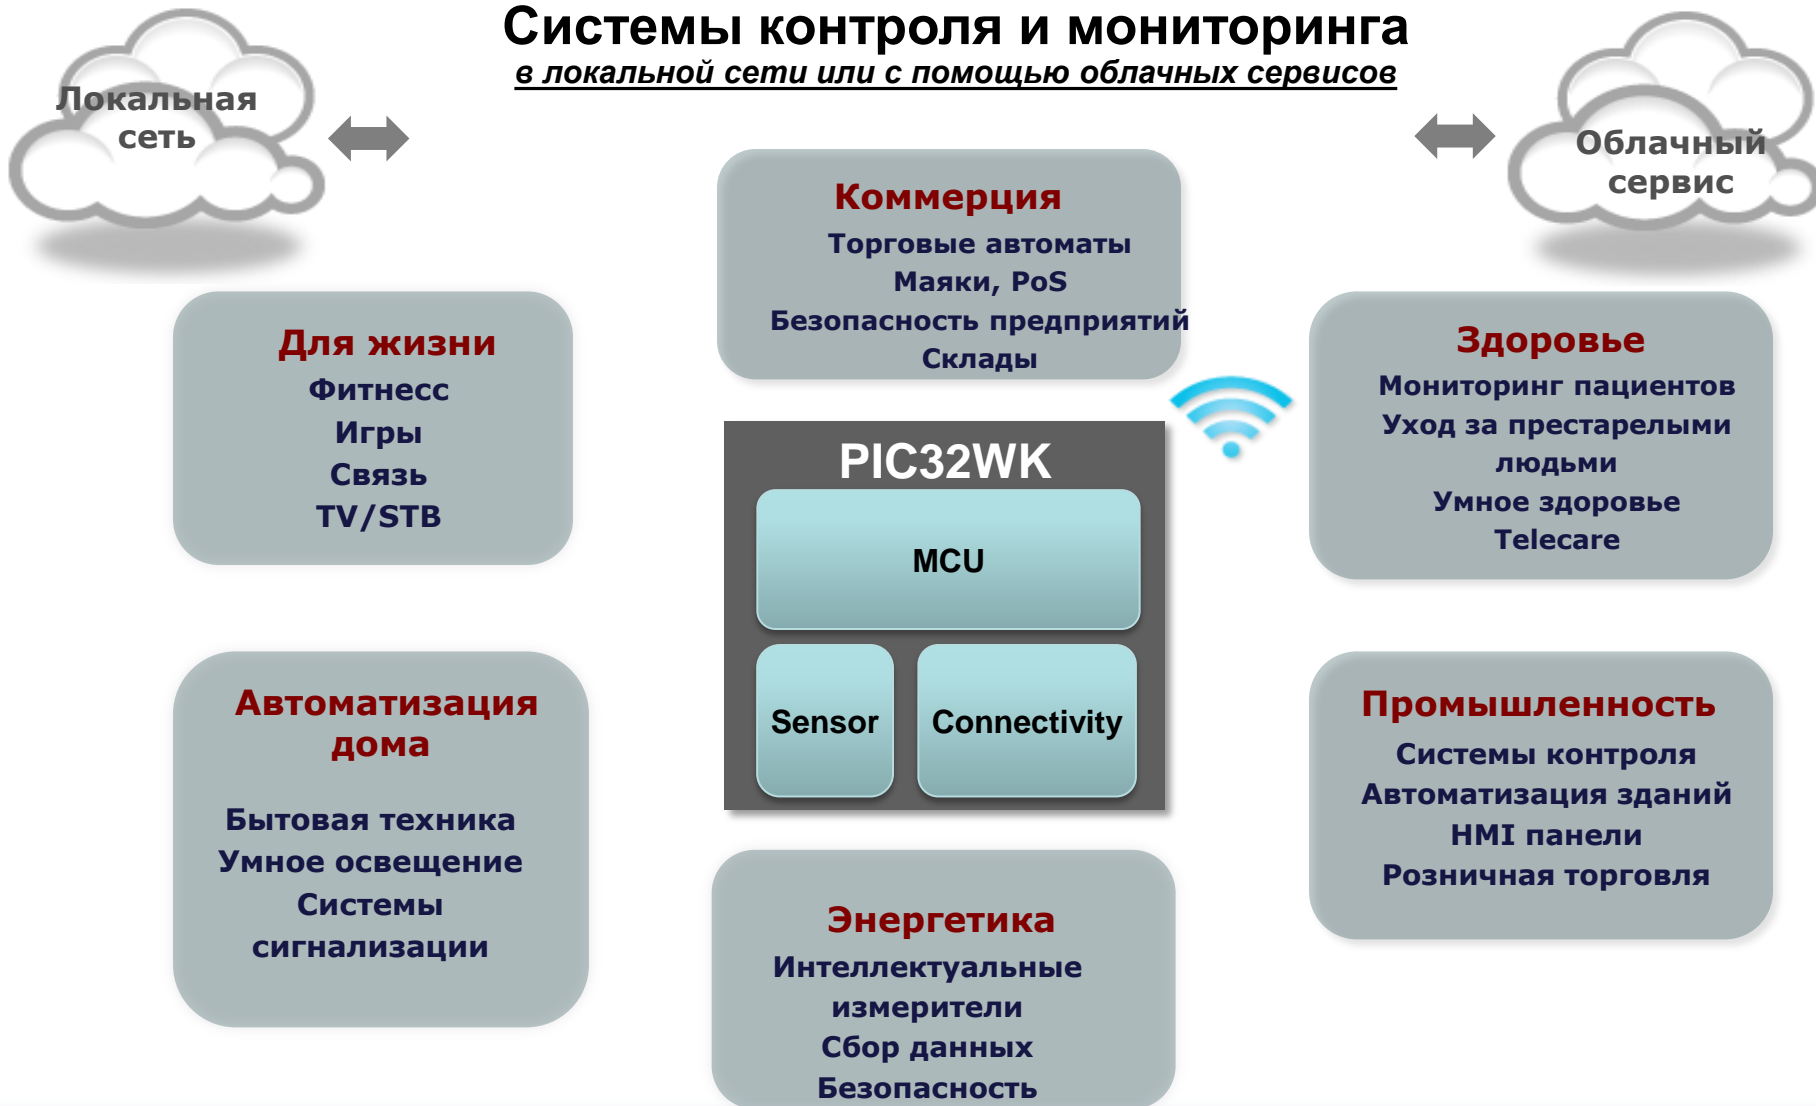 Системы контроля и мониторинга
в локальной сети или с помощью облачных сервисов
Локальная
сеть
Облачный
сервис
Коммерция
Торговые автоматы
Маяки, PoS
Безопасность предприятий
Склады
Для жизни
Фитнесс
Игры
Связь
TV/STB
Здоровье
Мониторинг пациентов
Уход за престарелыми
людьми
Умное здоровье
Telecare
PIC32WK
MCU
Sensor
Connectivity
Автоматизация
дома
Бытовая техника
Умное освещение
Системы
сигнализации
Промышленность
Системы контроля
Автоматизация зданий
HMI панели
Розничная торговля
Энергетика
Интеллектуальные
измерители
Сбор данных
Безопасность